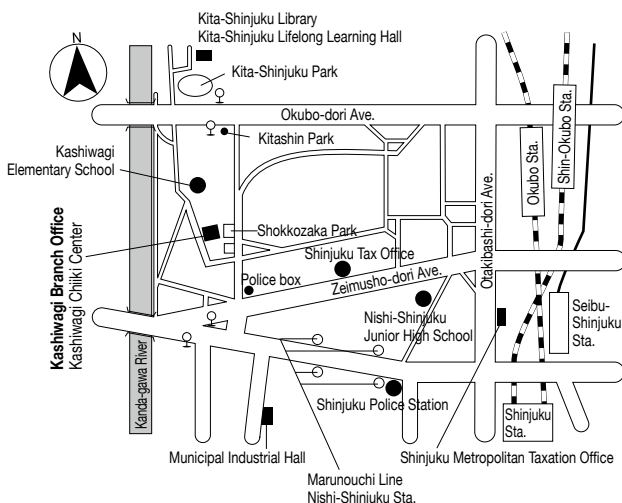 N
Kita-Shinjuku Library
Kita-Shinjuku Lifelong Learning Hall
Kita-Shinjuku Park
Okubo-dori Ave.
Kitashin Park
Kashiwagi
Elementary School
Otakibashi-dori Ave.
Okubo Sta.
Shin-Okubo Sta.
Kashiwagi Branch Office
Kashiwagi Chiiki Center
Shokkozaka Park
Shinjuku Tax Office
Police box
Zeimusho-dori Ave.
Nishi-Shinjuku
Junior High School
Seibu-
Shinjuku
Sta.
Kanda-gawa River
Shinjuku Police Station
Shinjuku
Sta.
Municipal Industrial Hall
Shinjuku Metropolitan Taxation Office
Marunouchi Line
Nishi-Shinjuku Sta.